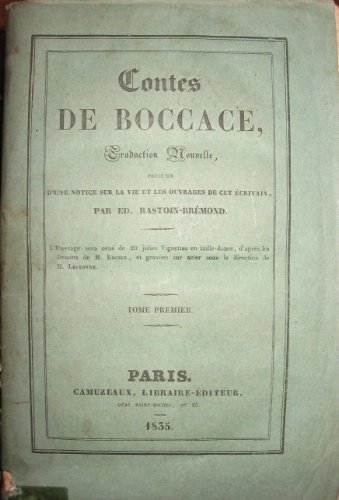 Contes
DE BOCCACE,
Traduction Nouvelle,
PRÉCÉDÉE
D'UNE NOTICE SUR LA VIE ET LES OUVRAGES DE CET ÉCRIVAIN,
PAR ED. RASTOIN-BRÉMOND.
L'Ouvrage sera orné de 20 jolies Vignettes en taille-douce, d'après les
Dessins de M. et gravées sur acier sous la direction de
M. LEFEBVRE.
TOME PREMIER.
PARIS.
CAMUZEAUX, LIBRAIRE-ÉDITEUR,
QUAI SAINT-MICHEL, N° 25.
1835.